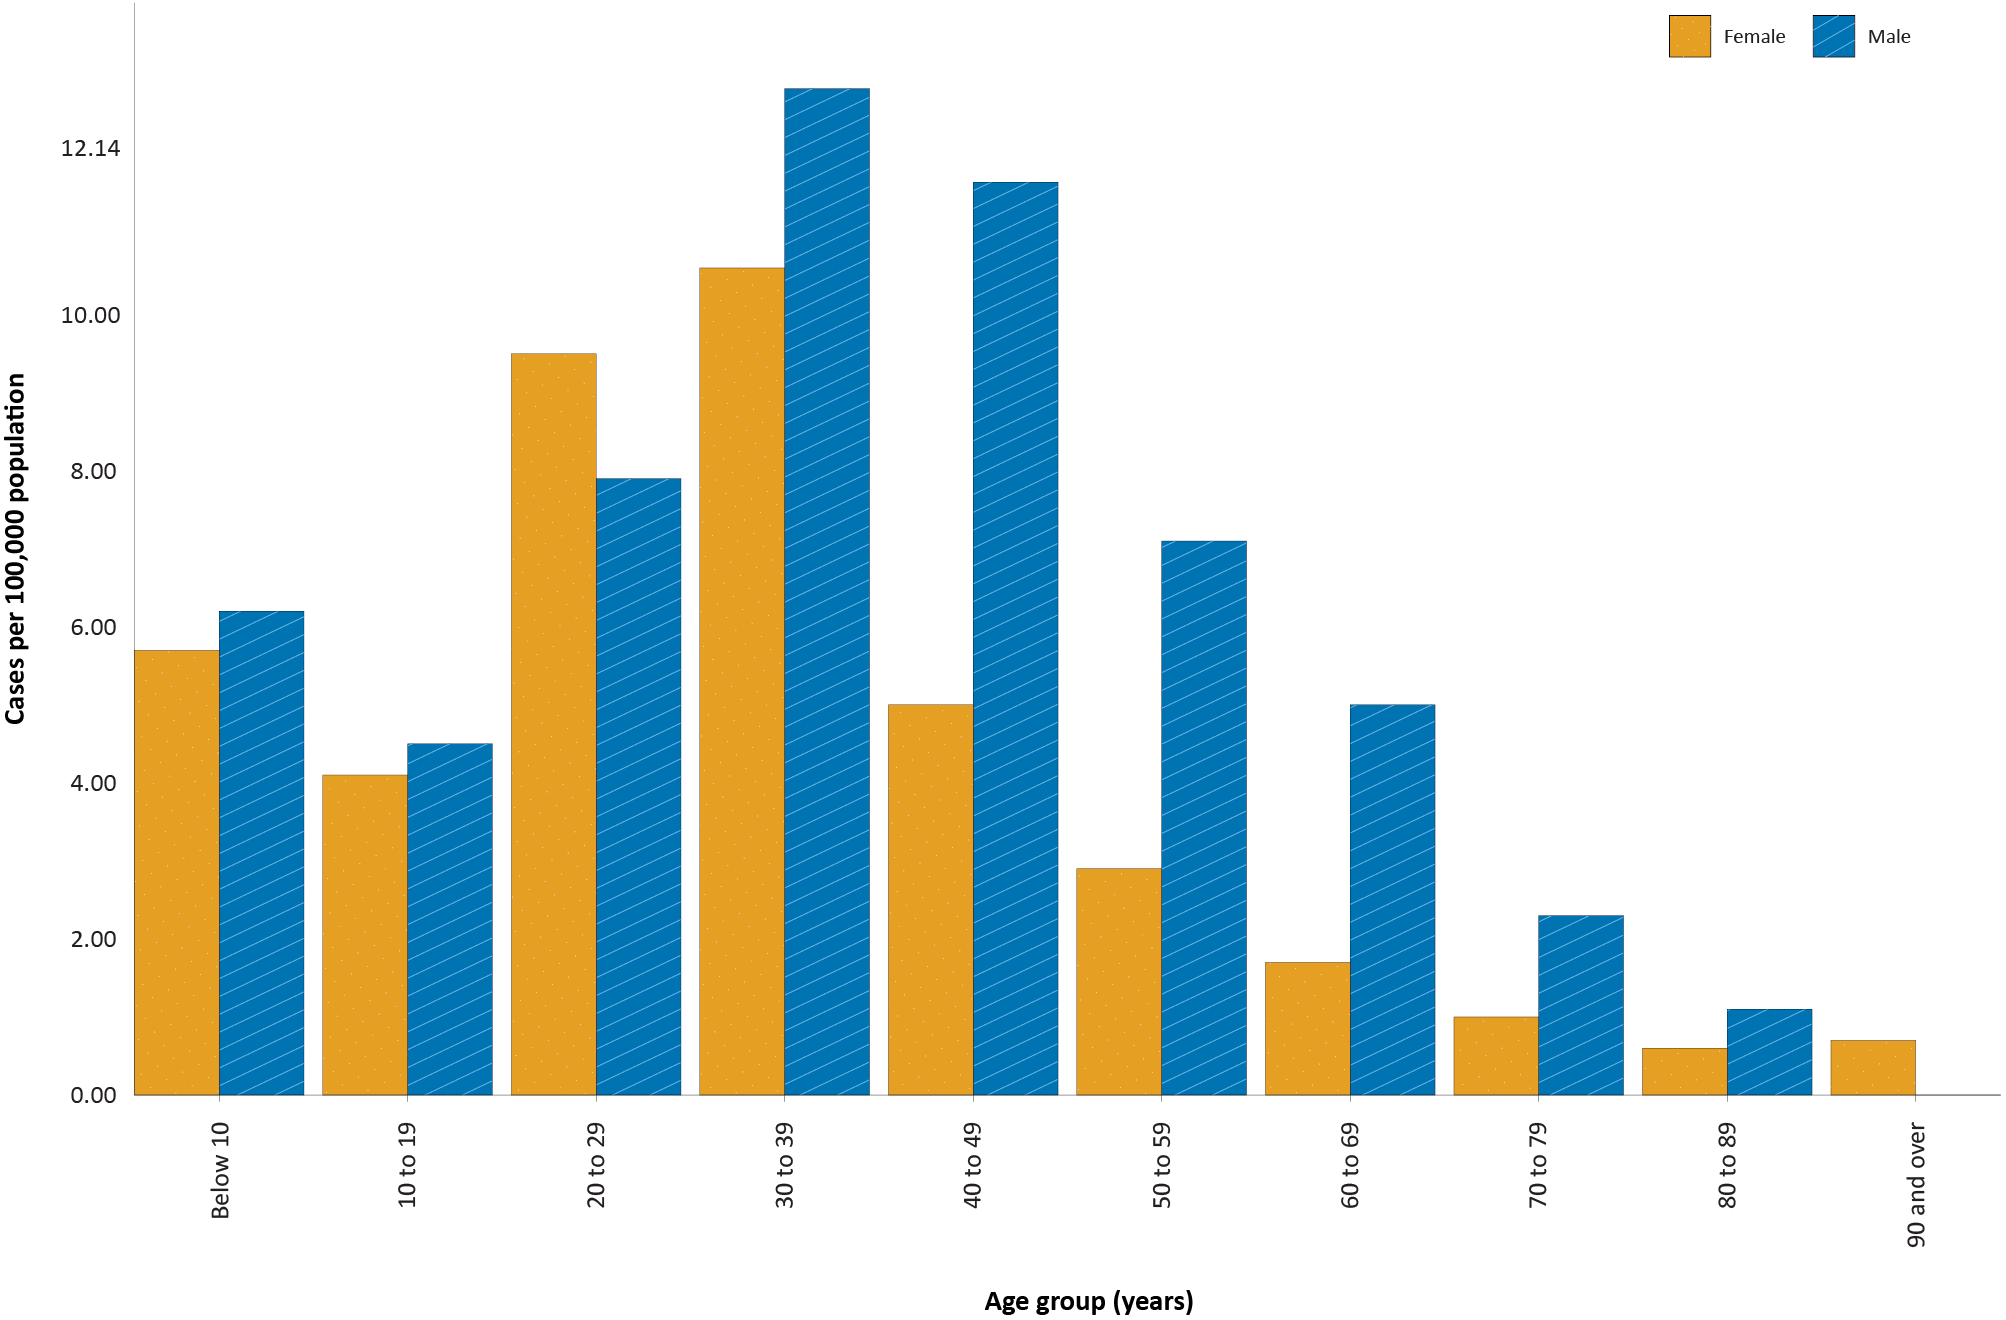 Female
Male
12.14
10.00
8.00
6.00
4.00
2.00
0.00
Cases per 100,000 population
Below 10
10 to 19
20 to 29
30 to 39
40 to 49
50 to 59
60 to 69
70 to 79
80 to 89
90 and over
Age group (years)